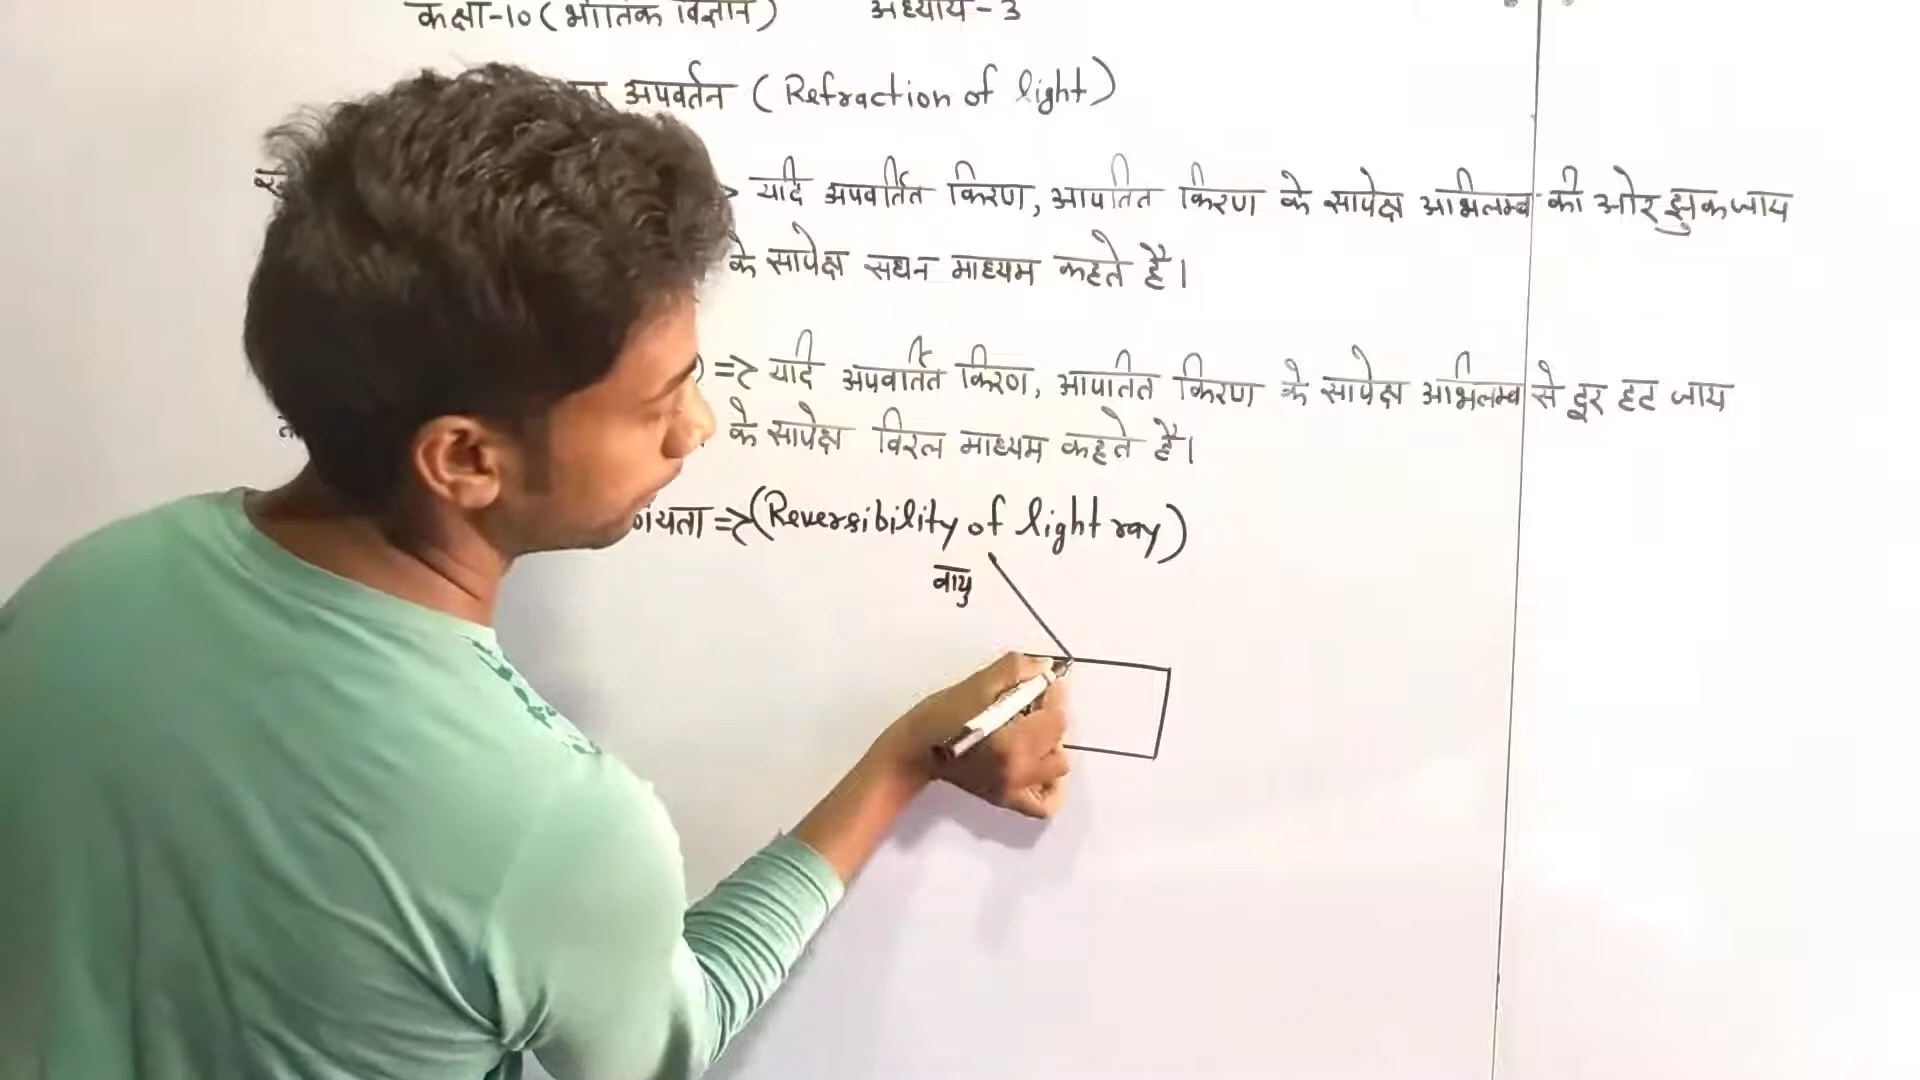 कक्षा-10 (भौतिक विज्ञान) अध्याय-3
अपवर्तन (Refraction of light)
यदि अपवर्तित किरण, आपतित किरण के सापेक्ष अभिलम्ब की ओर झुक जाय
के सापेक्ष सघन माध्यम कहते है।
=> यदि अपवर्तित किरण, आपतित किरण के सापेक्ष अभिलम्ब से दूर हट जाय
के सापेक्ष विरल माध्यम कहते है।
=> (Reversibility of light ray)
वायु